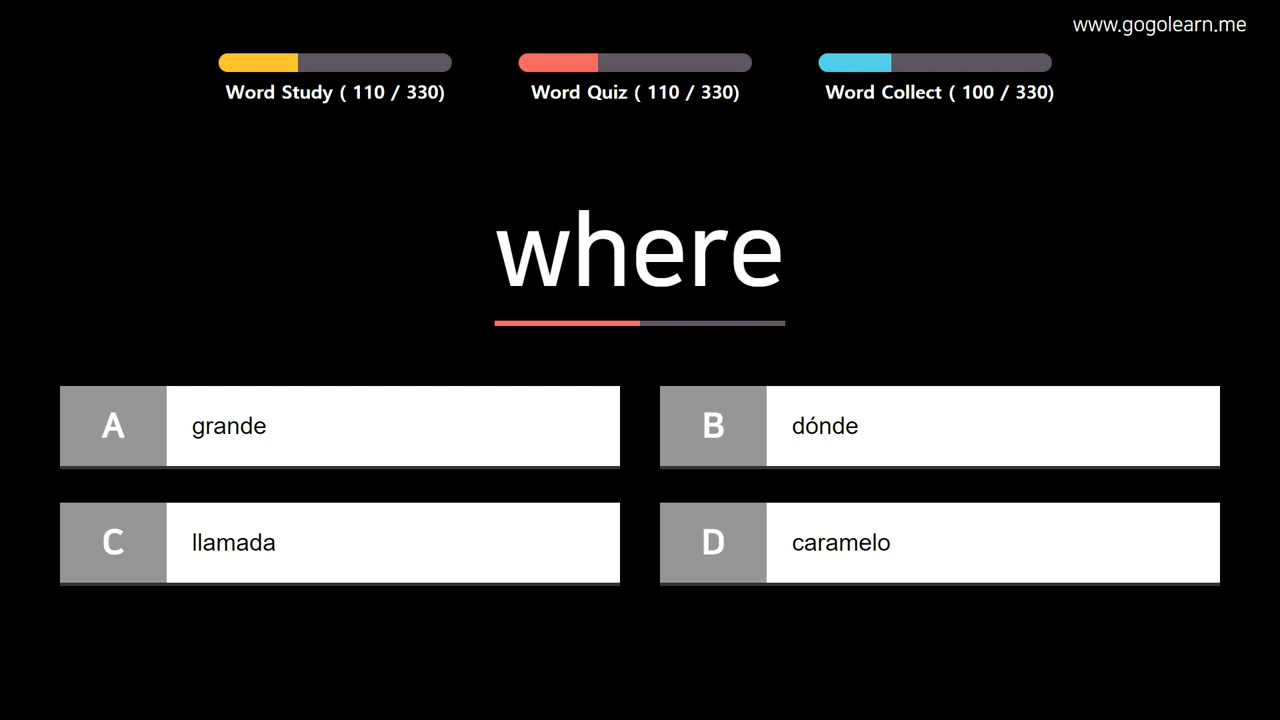 www.gogolearn.me
Word Study ( 110 / 330)
Word Quiz ( 110 / 330)
Word Collect ( 100 / 330)
where
A grande
B dónde
C llamada
D caramelo